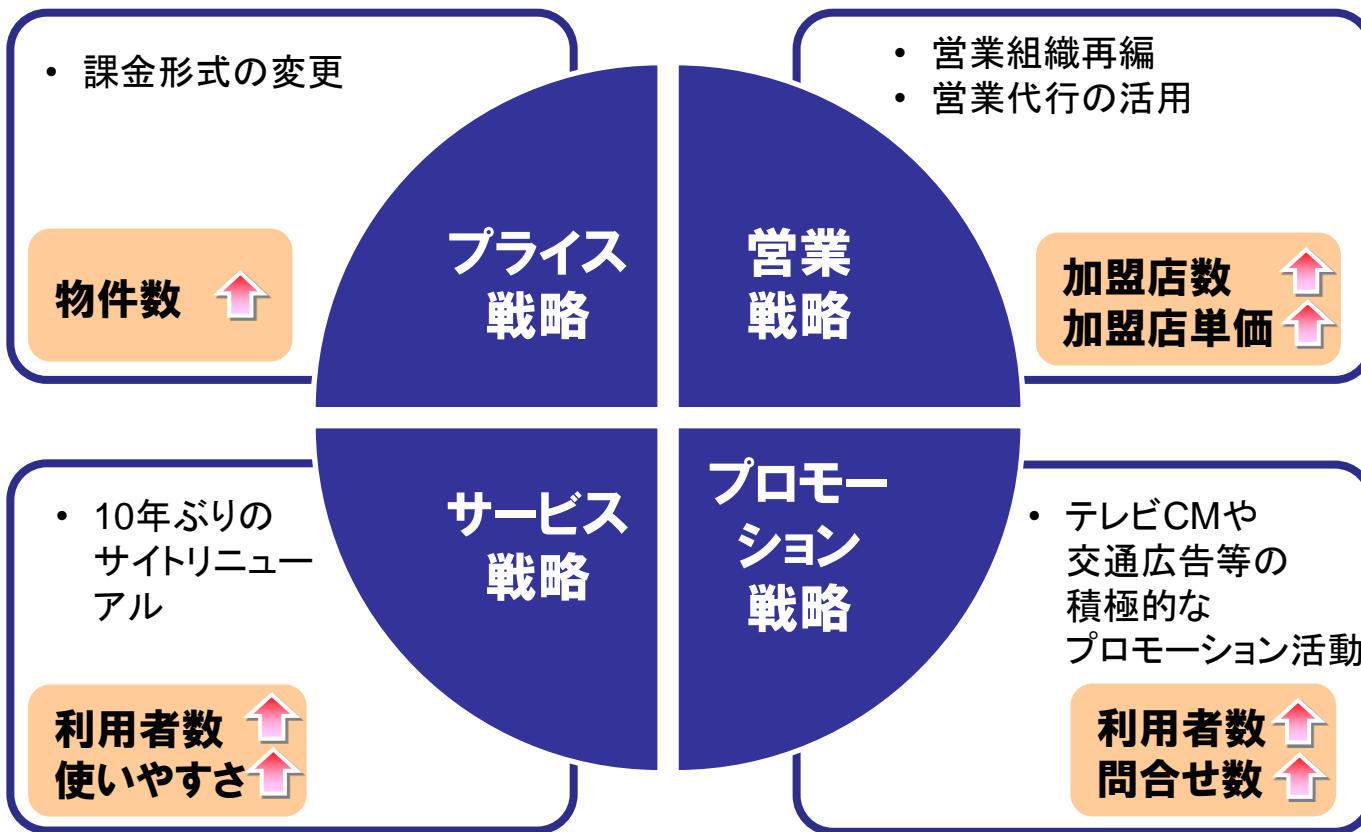 • 課金形式の変更
物件数
プライス
戦略
• 営業組織再編
• 営業代行の活用
営業
戦略
加盟店数
加盟店単価
• 10年ぶりの
サイトリニュー
アル
利用者数
使いやすさ
サービス
戦略
プロモー
ション
戦略
• テレビCMや
交通広告等の
積極的な
プロモーション活動
利用者数
問合せ数